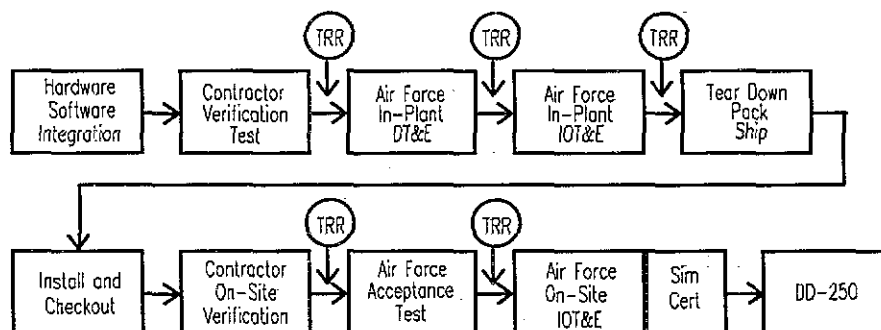 TRR
TRR
TRR
Hardware
Software
Integration
Contractor
Verification
Test
Air Force
In-Plant
DT&E
Air Force
In-Plant
IOT&E
Tear Down
Pack
Ship
TRR
TRR
Install and
Checkout
Contractor
On-Site
Verification
Air Force
Acceptance
Test
Air Force
On-Site
IOT&E
Sim
Cert
DD-250